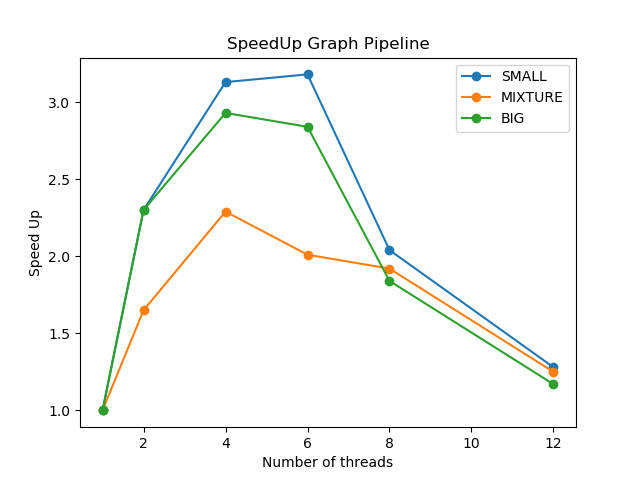 SpeedUp Graph Pipeline
SMALL
MIXTURE
BIG
Speed Up
3.0
2.5
2.0
1.5
1.0
2 4 6 8 10 12
Number of threads